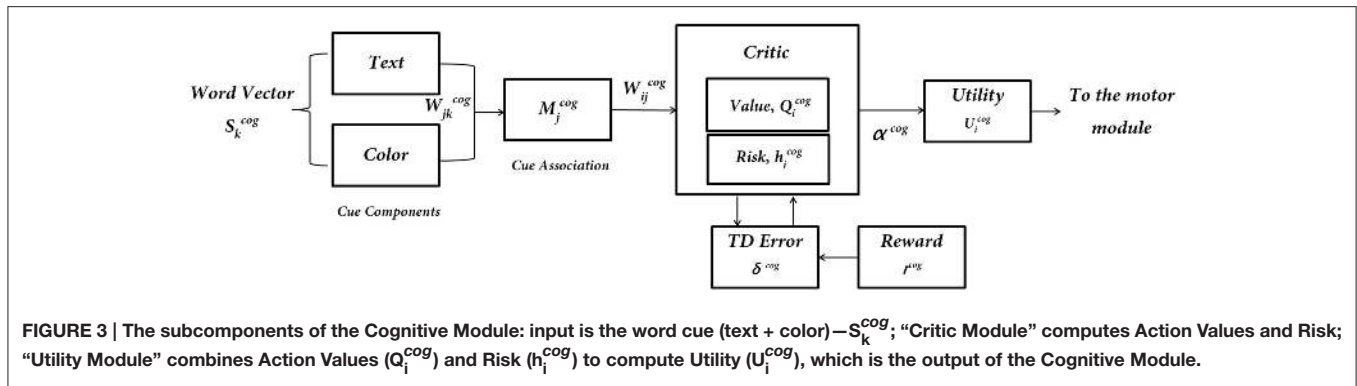 Word Vector
S_k^cog
Text
Color
Cue Components
W_jk^cog
M_j^cog
Cue Association
W_ij^cog
Critic
Value, Q_i^cog
Risk, h_i^cog
α^cog
Utility
U_i^cog
To the motor
module
TD Error
δ^cog
Reward
r^cog
FIGURE 3 | The subcomponents of the Cognitive Module: input is the word cue (text + color)—S_k^cog; “Critic Module” computes Action Values and Risk;
“Utility Module” combines Action Values (Q_i^cog) and Risk (h_i^cog) to compute Utility (U_i^cog), which is the output of the Cognitive Module.